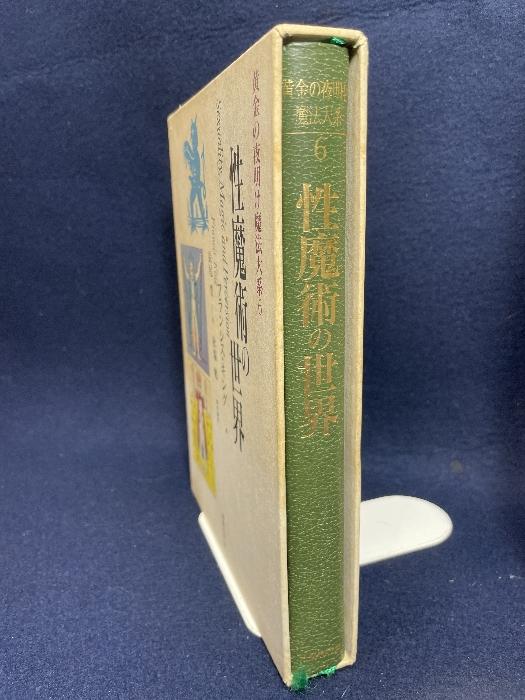 黄金の夜明け魔法大系 6
性魔術の世界
Sexuality, Magic and Perversion
黄金の夜明け
魔法大系
6
性魔術の世界